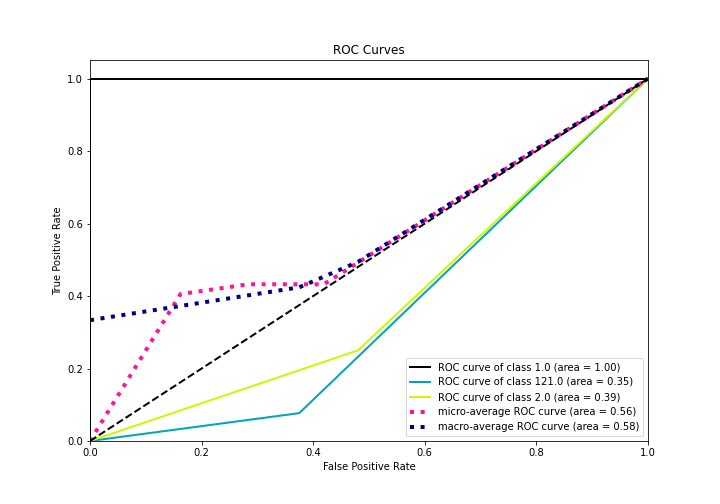 ROC Curves
True Positive Rate
1.0
0.8
0.6
0.4
0.2
0.0
0.0 0.2 0.4 0.6 0.8 1.0
False Positive Rate
ROC curve of class 1.0 (area = 1.00)
ROC curve of class 121.0 (area = 0.35)
ROC curve of class 2.0 (area = 0.39)
micro-average ROC curve (area = 0.56)
macro-average ROC curve (area = 0.58)